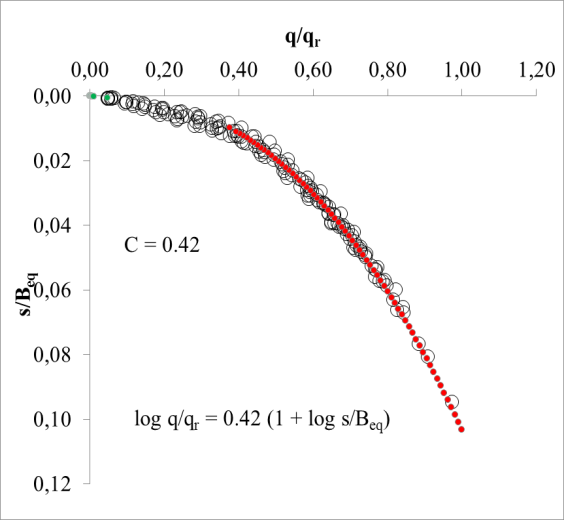 q/qr
0,00 0,20 0,40 0,60 0,80 1,00 1,20
0,00
0,02
0,04
C = 0.42
0,06
s/Beq
0,08
0,10
log q/qr = 0.42 (1 + log s/Beq)
0,12